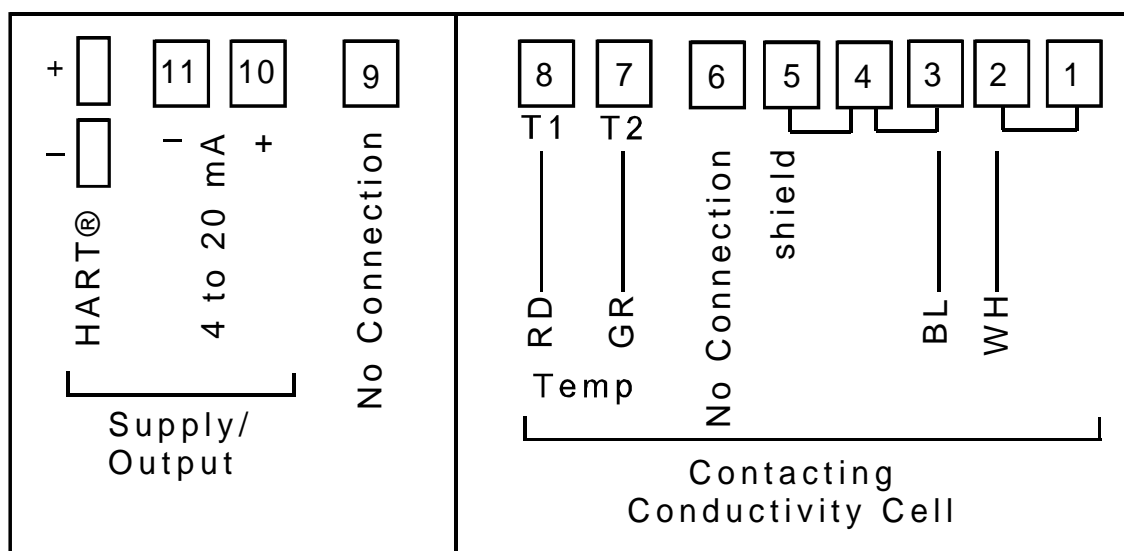 + 11 10 9
– – +
HART®
4 to 20 mA
No Connection
Supply/
Output
8 7 6 5 4 3 2 1
T1 T2
RD
GR
Temp
No Connection
shield
BL
WH
Contacting
Conductivity Cell